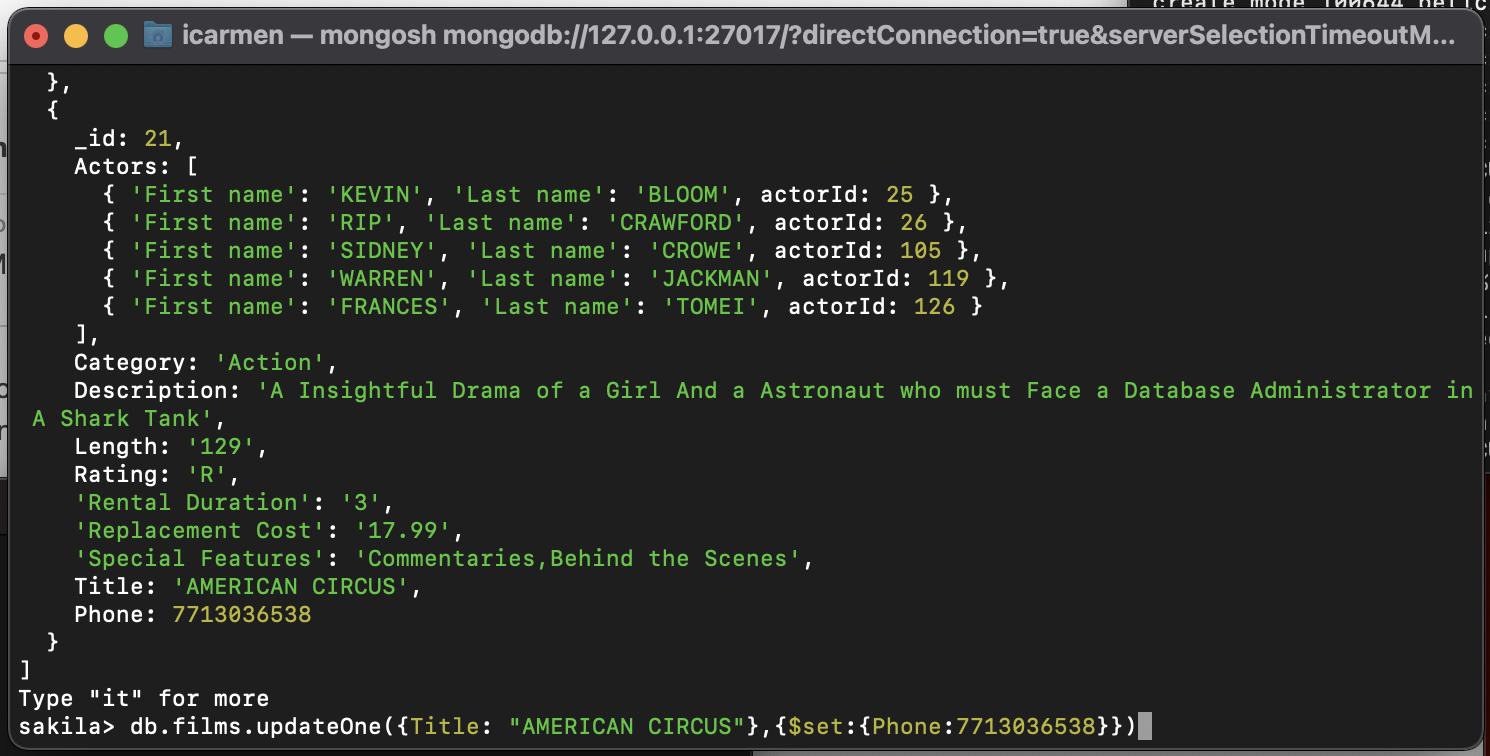 create mode 100644
icarmen — mongosh mongodb://127.0.0.1:27017/?directConnection=true&serverSelectionTimeoutM...
},
{
_id: 21,
Actors: [
{ 'First name': 'KEVIN', 'Last name': 'BLOOM', actorId: 25 },
{ 'First name': 'RIP', 'Last name': 'CRAWFORD', actorId: 26 },
{ 'First name': 'SIDNEY', 'Last name': 'CROWE', actorId: 105 },
{ 'First name': 'WARREN', 'Last name': 'JACKMAN', actorId: 119 },
{ 'First name': 'FRANCES', 'Last name': 'TOMEI', actorId: 126 }
],
Category: 'Action',
Description: 'A Insightful Drama of a Girl And a Astronaut who must Face a Database Administrator in
A Shark Tank',
Length: '129',
Rating: 'R',
'Rental Duration': '3',
'Replacement Cost': '17.99',
'Special Features': 'Commentaries,Behind the Scenes',
Title: 'AMERICAN CIRCUS',
Phone: 7713036538
}
]
Type "it" for more
sakila> db.films.updateOne({Title: "AMERICAN CIRCUS"},{$set:{Phone:7713036538}})